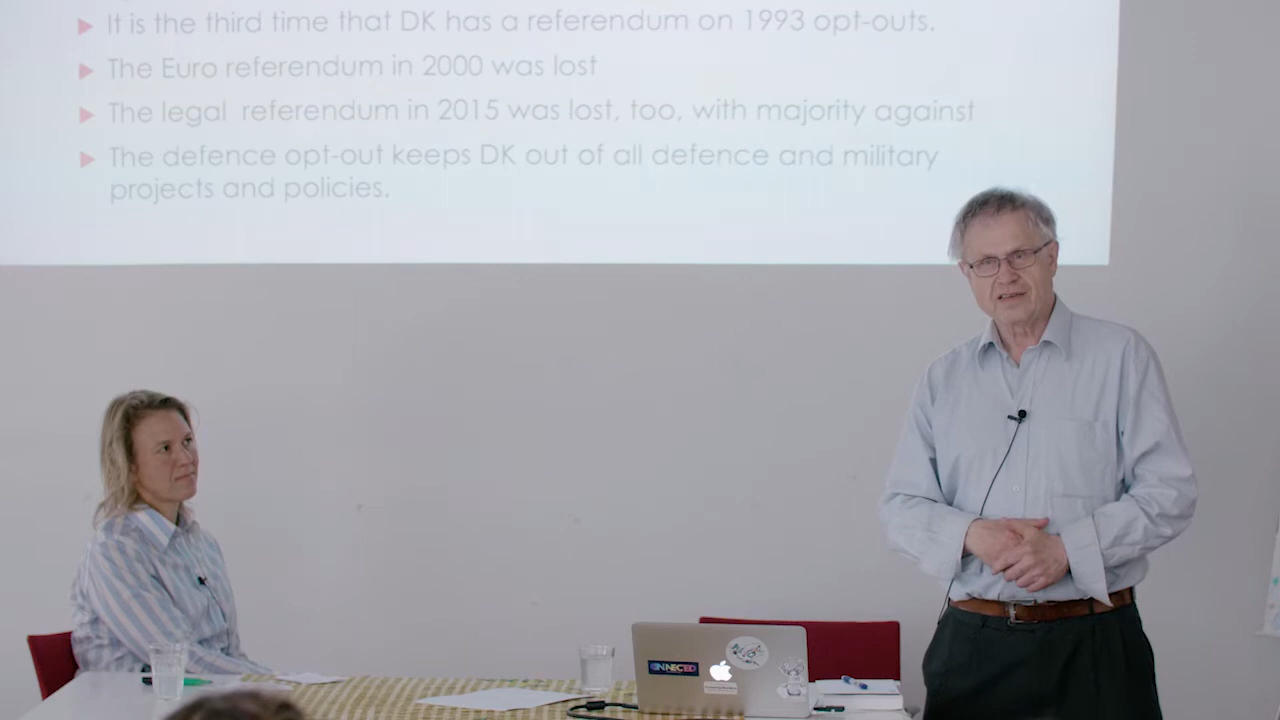 It is the third time that DK has a referendum on 1993 opt-outs.
The Euro referendum in 2000 was lost
The legal referendum in 2015 was lost, too, with majority against
The defence opt-out keeps DK out of all defence and military
projects and policies.